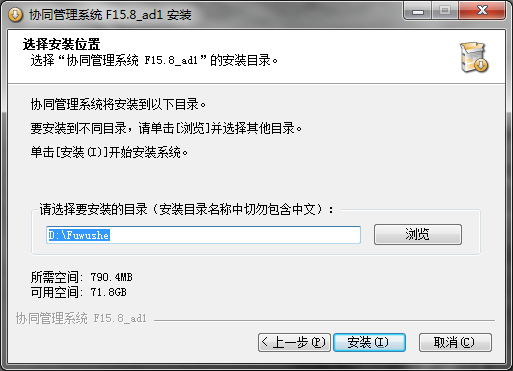 协同管理系统 F15.8_ad1 安装
选择安装位置
选择“协同管理系统 F15.8_ad1”的安装目录。
协同管理系统将安装到以下目录。
要安装到不同目录，请单击[浏览]并选择其他目录。
单击[安装(I)]开始安装系统。
请选择要安装的目录（安装目录名称中切勿包含中文）：
D:\Fuwushe
浏览
所需空间: 790.4MB
可用空间: 71.8GB
协同管理系统 F15.8_ad1
< 上一步(P)
安装(I)
取消(C)